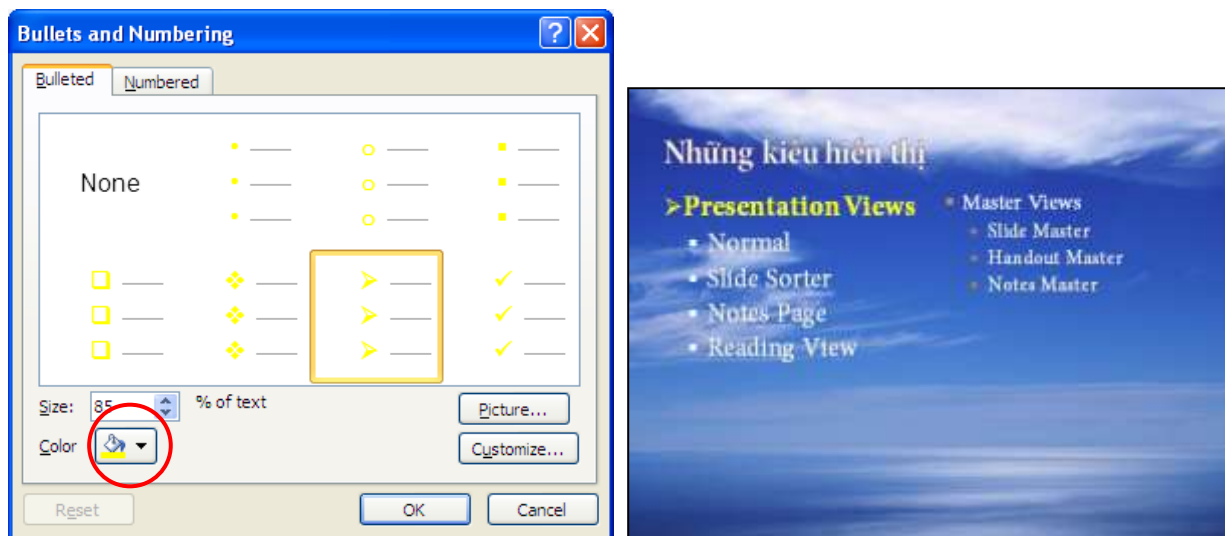 Bullets and Numbering
Bulleted
Numbered
None
Size: 85 % of text
Picture...
Color
Customize...
Reset
OK
Cancel
Những kiểu hiển thị
➢Presentation Views
▪ Normal
▪ Slide Sorter
▪ Notes Page
▪ Reading View
▪ Master Views
▪ Slide Master
▪ Handout Master
▪ Notes Master